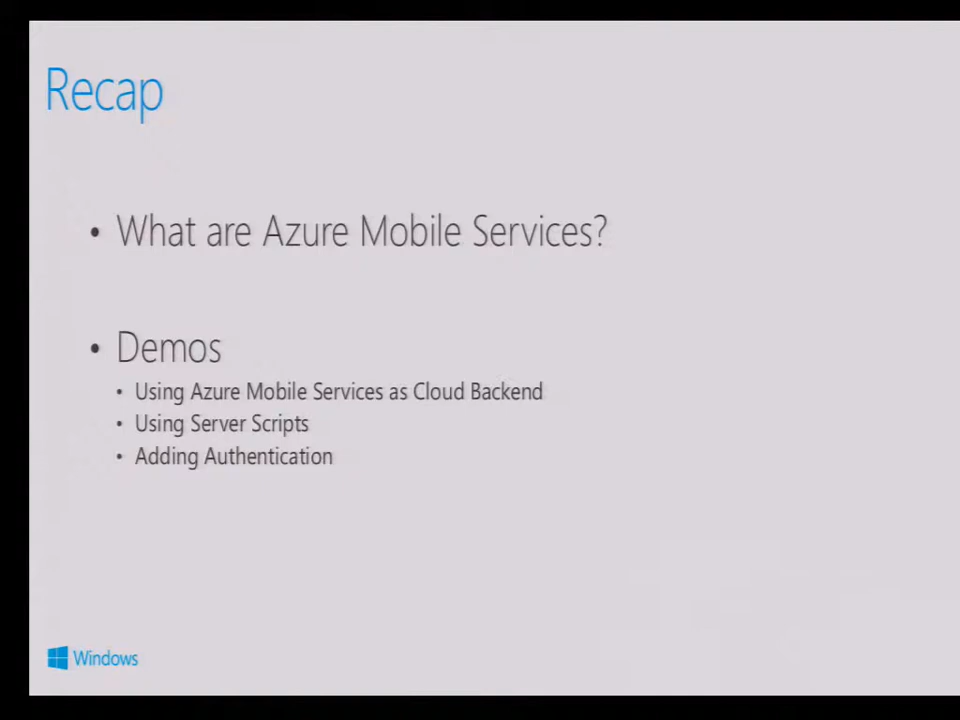 Recap
• What are Azure Mobile Services?
• Demos
• Using Azure Mobile Services as Cloud Backend
• Using Server Scripts
• Adding Authentication
Windows